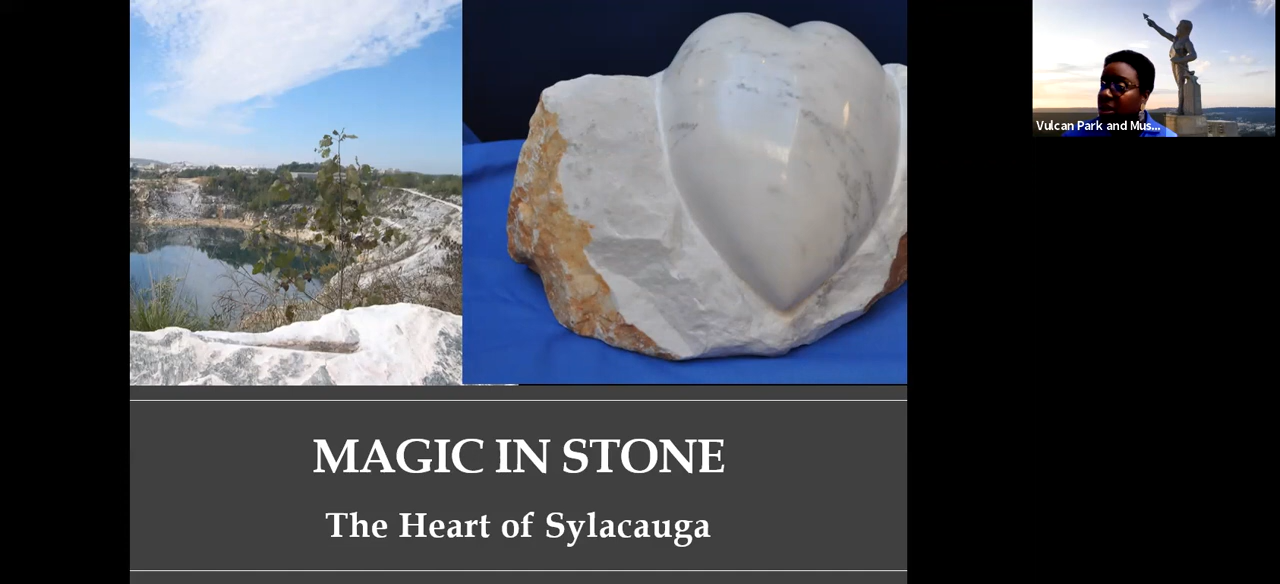 MAGIC IN STONE
The Heart of Sylacauga
Vulcan Park and Mus...